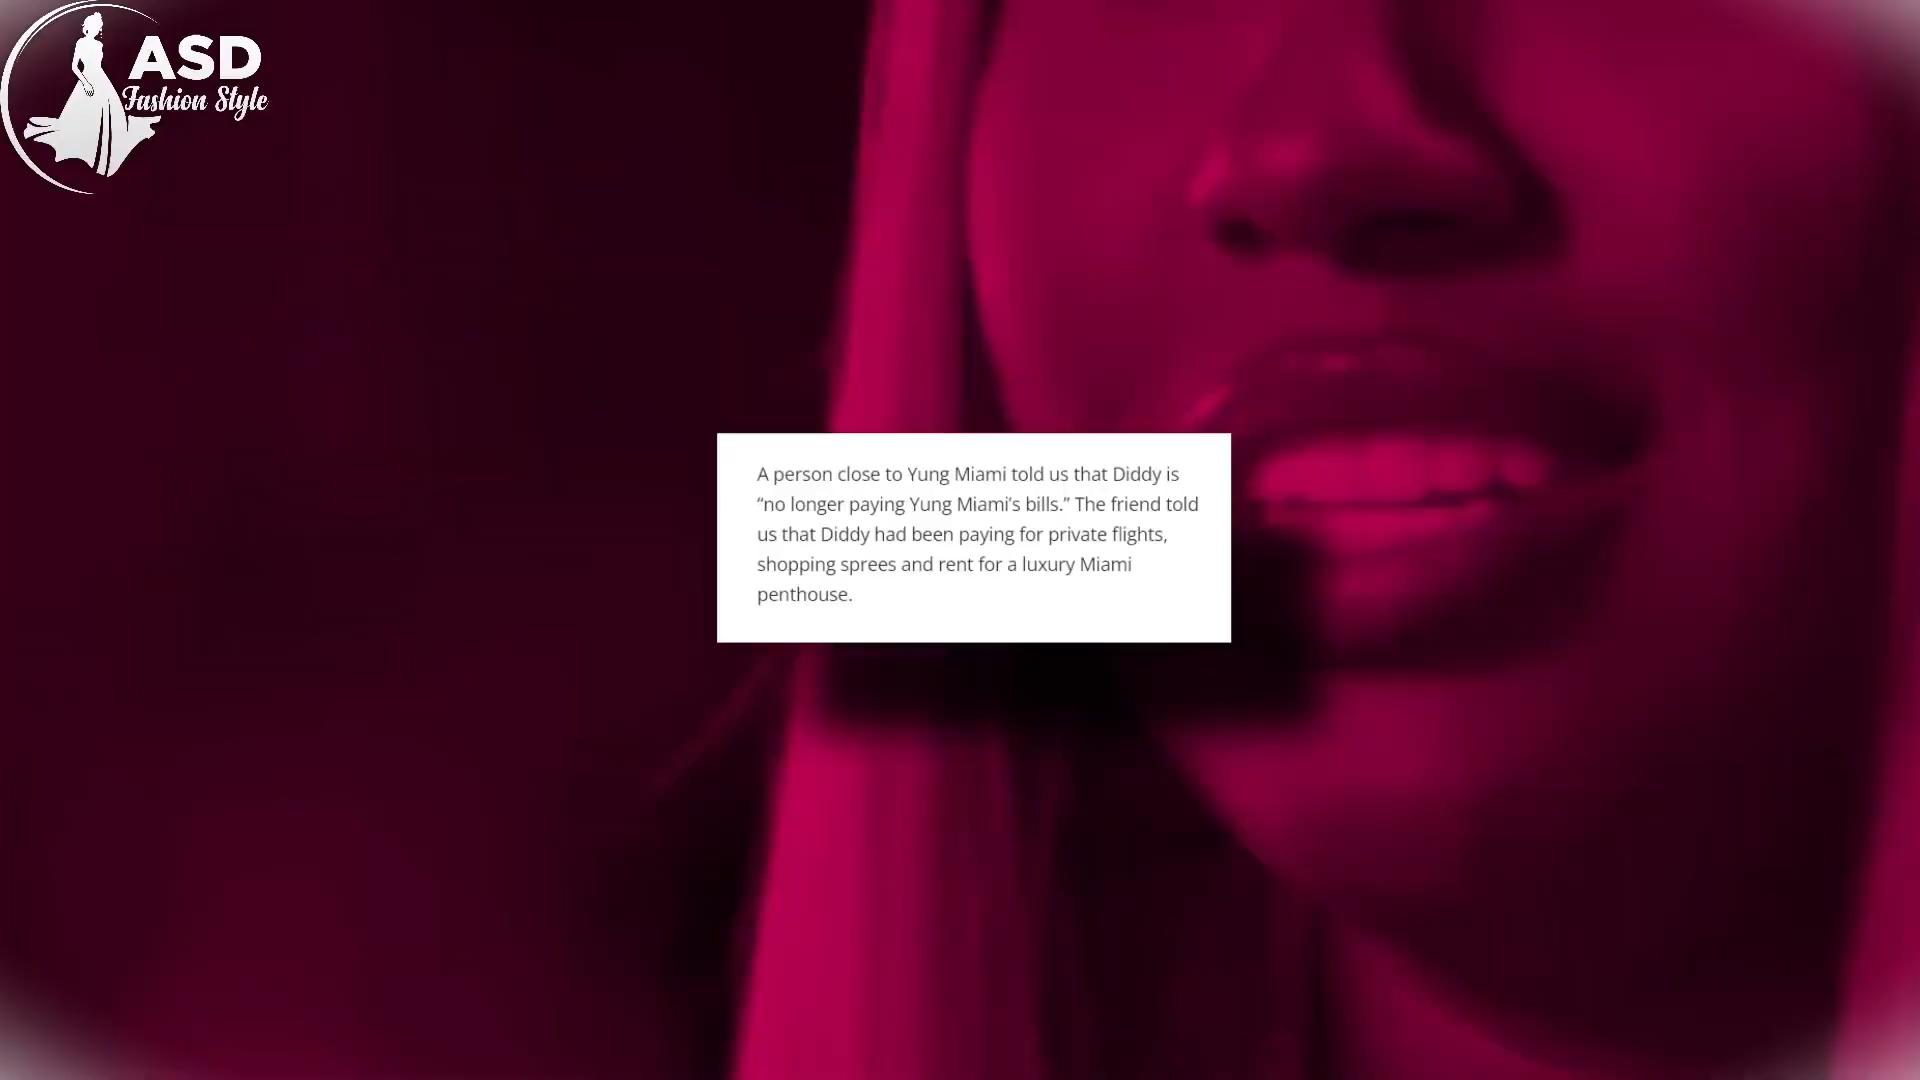 ASD
Fashion Style
A person close to Yung Miami told us that Diddy is
“no longer paying Yung Miami’s bills.” The friend told
us that Diddy had been paying for private flights,
shopping sprees and rent for a luxury Miami
penthouse.